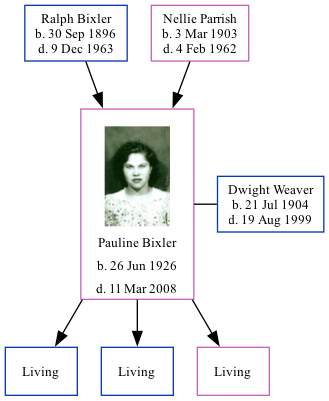 Ralph Bixler
b. 30 Sep 1896
d. 9 Dec 1963
Nellie Parrish
b. 3 Mar 1903
d. 4 Feb 1962
Pauline Bixler
b. 26 Jun 1926
d. 11 Mar 2008
Dwight Weaver
b. 21 Jul 1904
d. 19 Aug 1999
Living
Living
Living